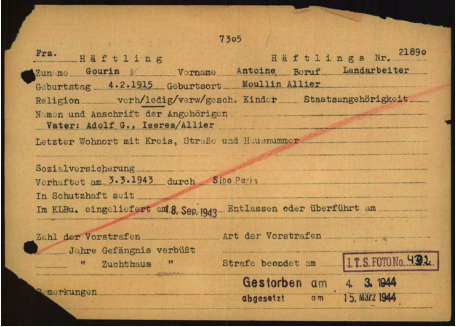 7305
Frz. Häftling Häftlings Nr. 21890
Zuname Gourin Vorname Antoine Beruf Landarbeiter
Geburtstag 4.2.1915 Geburtsort Moullin Allier
Religion verh/ledig/verw/gesch. Kinder Staatsangehörigkeit
Namen und Anschrift der Angehörigen
Vater: Adolf G., Issres/Allier
Letzter Wohnort mit Kreis, Straße und Hausnummer
Sozialversicherung
Verhaftet am 3.3.1943 durch Sipo Paris
In Schutzhaft seit
Im KLBu. eingeliefert am 18. Sep. 1943 Entlassen oder überführt am
Zahl der Vorstrafen Art der Vorstrafen
Jahre Gefängnis verbüßt
" Zuchthaus " Strafe beendet am I.T.S. FOTO No.
Gestorben am 4. 3. 1944
Bemerkungen abgesetzt am 15. März 1944